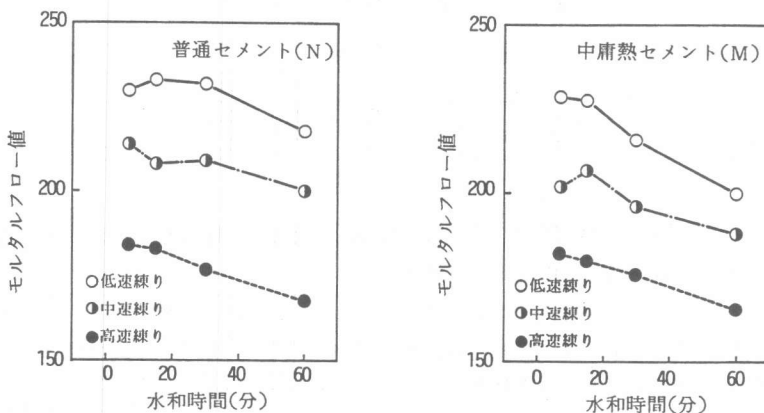 普通セメント(N)
モルタルフロー値
250
200
150
○低速練り
◑中速練り
●高速練り
0 20 40 60
水和時間(分)
中庸熱セメント(M)
モルタルフロー値
250
200
150
○低速練り
◑中速練り
●高速練り
0 20 40 60
水和時間(分)